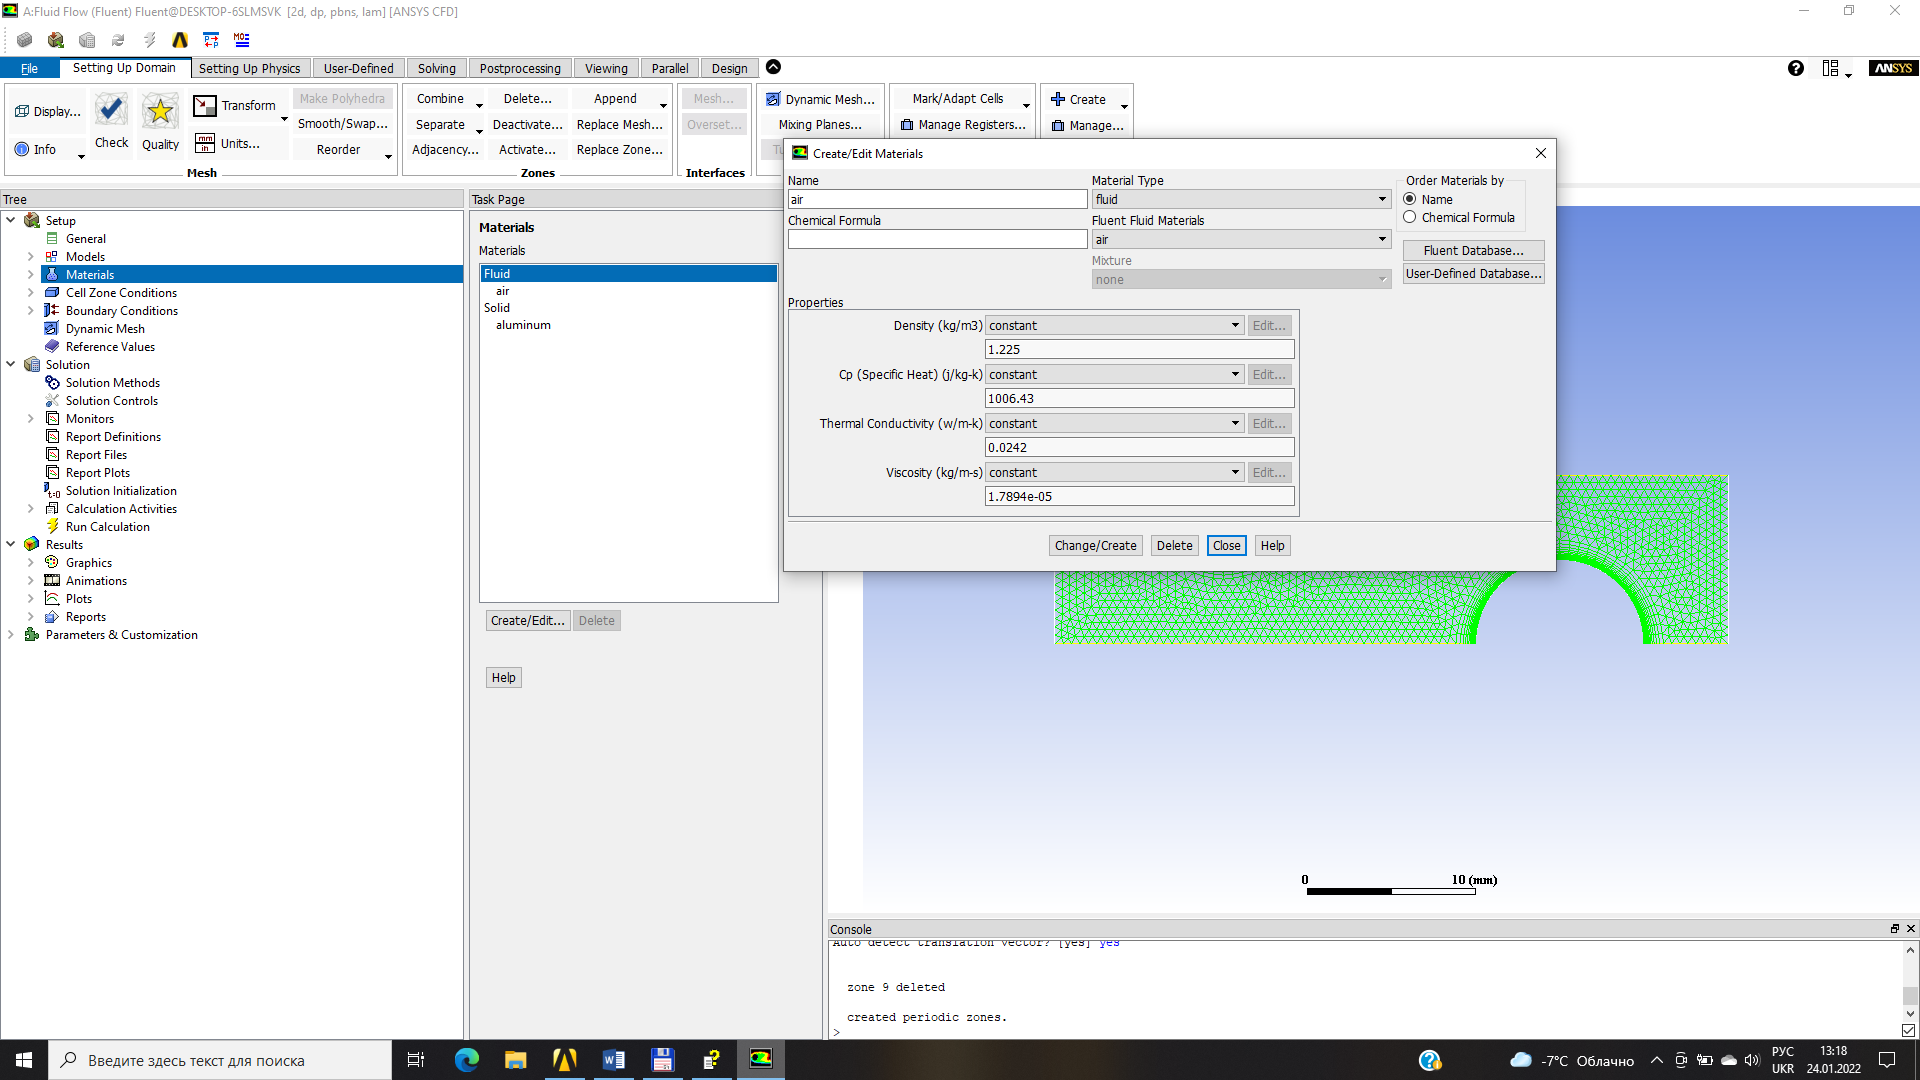 A:Fluid Flow (Fluent) Fluent@DESKTOP-6SLMSVK [2d, dp, pbns, lam] [ANSYS CFD]
File
Setting Up Domain
Setting Up Physics
User-Defined
Solving
Postprocessing
Viewing
Parallel
Design
ANSYS
Display...
Info
Check
Quality
Transform
Units...
Make Polyhedra
Smooth/Swap...
Reorder
Mesh
Combine
Separate
Adjacency...
Delete...
Deactivate...
Activate...
Append
Replace Mesh...
Replace Zone...
Zones
Mesh...
Overset...
Interfaces
Dynamic Mesh...
Mixing Planes...
Mark/Adapt Cells
Manage Registers...
Create
Manage...
Tree
Setup
General
Models
Materials
Cell Zone Conditions
Boundary Conditions
Dynamic Mesh
Reference Values
Solution
Solution Methods
Solution Controls
Monitors
Report Definitions
Report Files
Report Plots
Solution Initialization
Calculation Activities
Run Calculation
Results
Graphics
Animations
Plots
Reports
Parameters & Customization
Task Page
Materials
Materials
Fluid
air
Solid
aluminum
Create/Edit...
Delete
Help
Create/Edit Materials
Name
air
Chemical Formula
Material Type
fluid
Fluent Fluid Materials
air
Mixture
none
Order Materials by
Name
Chemical Formula
Fluent Database...
User-Defined Database...
Properties
Density (kg/m3) constant Edit...
1.225
Cp (Specific Heat) (j/kg-k) constant Edit...
1006.43
Thermal Conductivity (w/m-k) constant Edit...
0.0242
Viscosity (kg/m-s) constant Edit...
1.7894e-05
Change/Create
Delete
Close
Help
0 10 (mm)
Console
Auto detect translation vector? [yes] yes
zone 9 deleted
created periodic zones.
>
Введите здесь текст для поиска
-7°C Облачно
РУС
UKR
13:18
24.01.2022